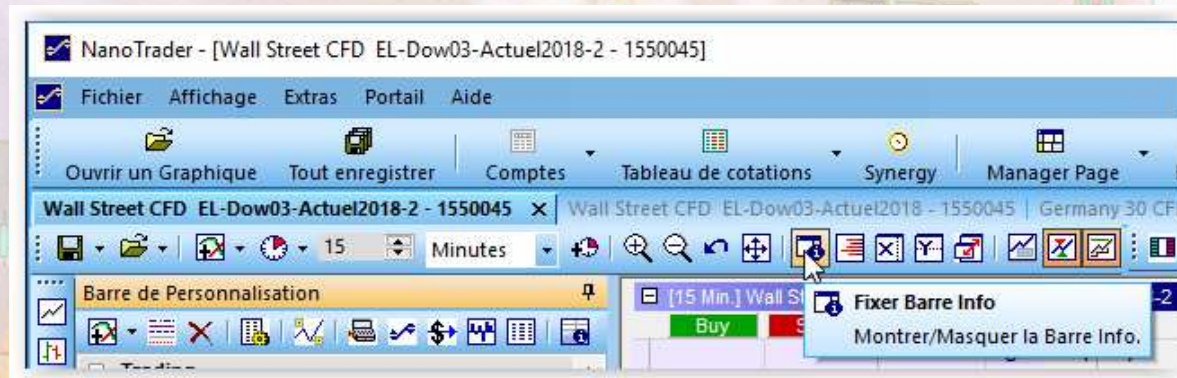 NanoTrader - [Wall Street CFD EL-Dow03-Actuel2018-2 - 1550045]
Fichier Affichage Extras Portail Aide
Ouvrir un Graphique Tout enregistrer Comptes Tableau de cotations Synergy Manager Page
Wall Street CFD EL-Dow03-Actuel2018-2 - 1550045 X Wall Street CFD EL-Dow03-Actuel2018 - 1550045 | Germany 30 CF
15 Minutes
Barre de Personnalisation
[15 Min.] Wall St
-2
Fixer Barre Info
Buy S
Montrer/Masquer la Barre Info.
Trading